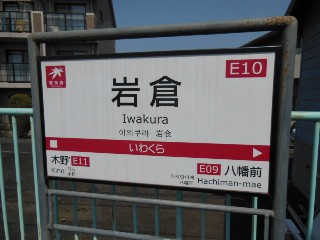 E10
岩倉
Iwakura
이와쿠라 岩仓
いわくら
木野 E11
Kino
E09 八幡前
Hachiman-mae